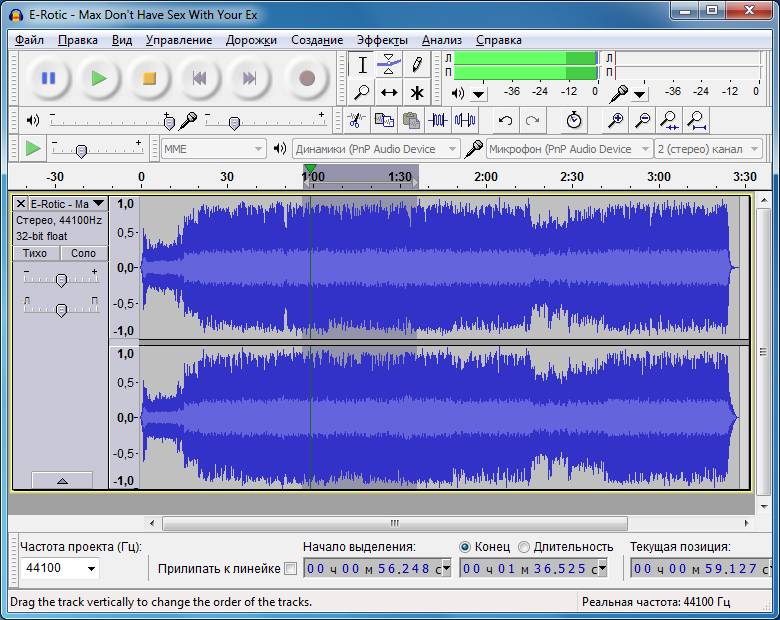 E-Rotic - Max Don't Have Sex With Your Ex
Файл Правка Вид Управление Дорожки Создание Эффекты Анализ Справка
Л Л
П П
-36 -24 -12 0 -36 -24 -12 0
- + - +
- + MME Динамики (PnP Audio Device Микрофон (PnP Audio Device 2 (стерео) канал
-30 0 30 1:00 1:30 2:00 2:30 3:00 3:30
E-Rotic - Ma 1,0
Стерео, 44100Hz
32-bit float 0,5-
Тихо Соло
- + 0,0-
Л П -0,5-
-1,0
1,0
0,5-
0,0-
-0,5-
-1,0
Частота проекта (Гц): Начало выделения: Конец Длительность Текущая позиция:
44100 Прилипать к линейке 00 ч 00 м 56.248 с 00 ч 01 м 36.525 с 00 ч 00 м 59.127 с
Drag the track vertically to change the order of the tracks. Реальная частота: 44100 Гц